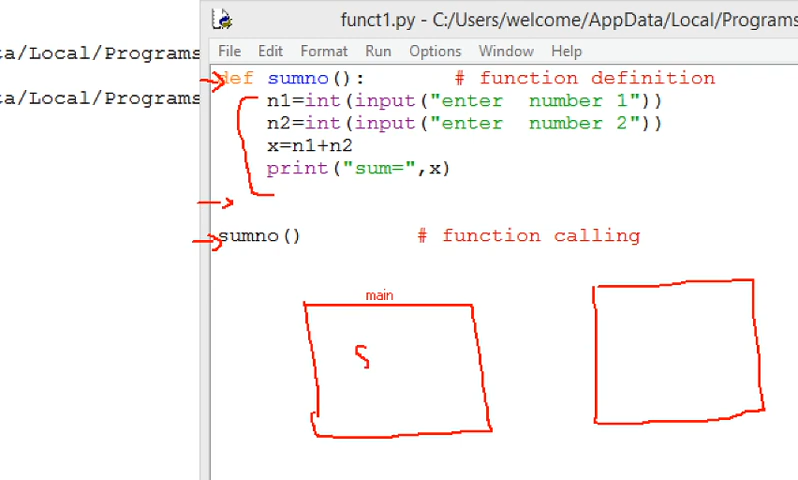 funct1.py - C:/Users/welcome/AppData/Local/Programs
File Edit Format Run Options Window Help
ta/Local/Programs
ta/Local/Programs
def sumno():          # function definition
    n1=int(input("enter  number 1"))
    n2=int(input("enter  number 2"))
    x=n1+n2
    print("sum=",x)
sumno()          # function calling
main
S